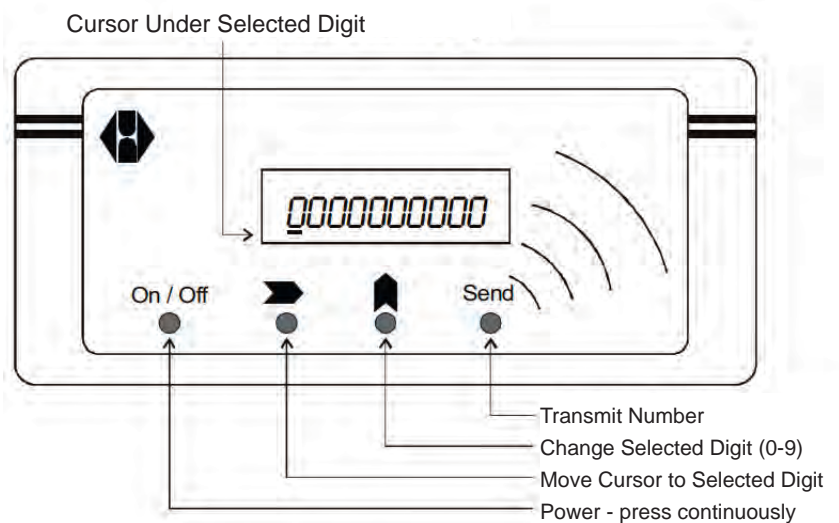 Cursor Under Selected Digit
0000000000
On / Off
Send
Transmit Number
Change Selected Digit (0-9)
Move Cursor to Selected Digit
Power - press continuously